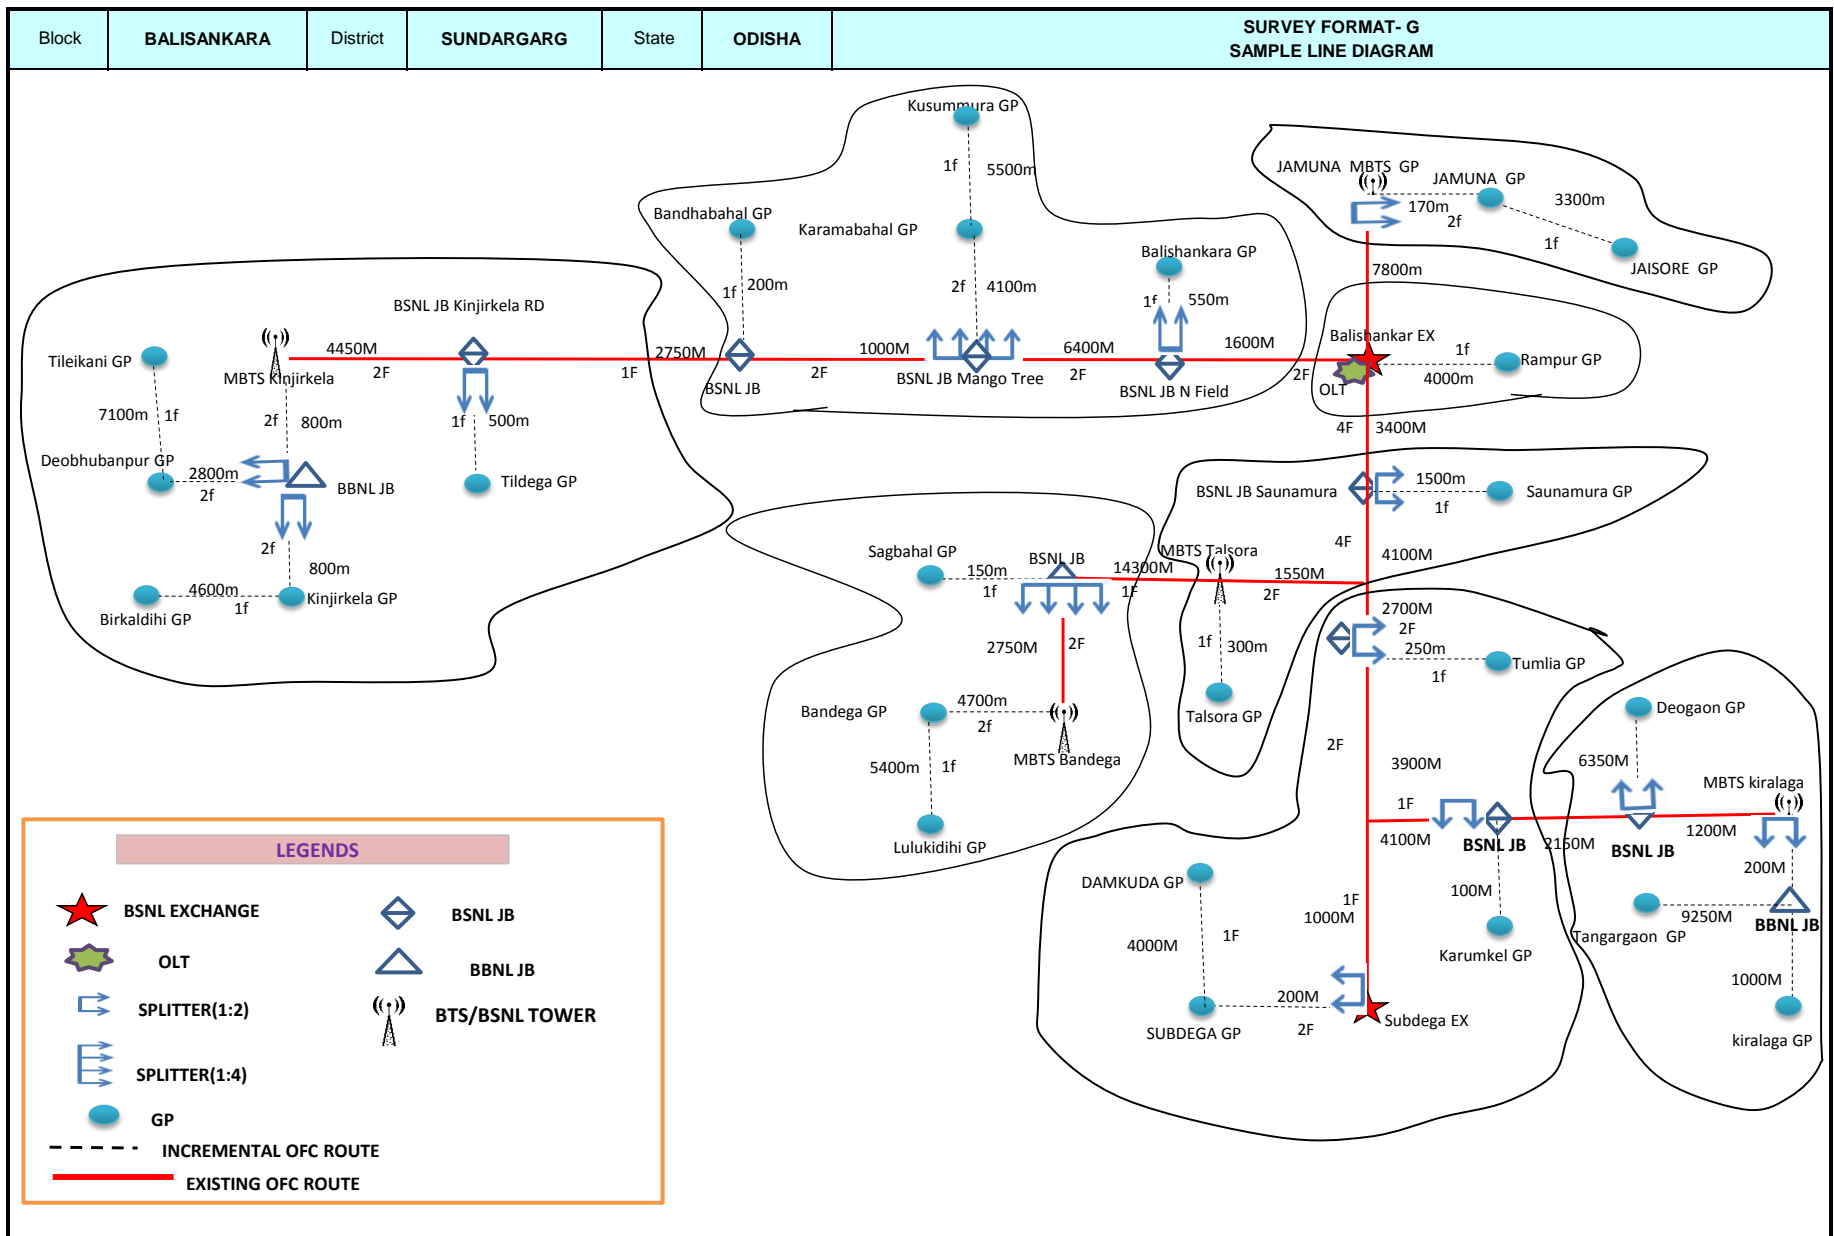 Block BALISANKARA District SUNDARGARG State ODISHA SURVEY FORMAT- G
SAMPLE LINE DIAGRAM
Kusummura GP
1f 5500m
Bandhabahal GP
Karamabahal GP
1f 200m
2f 4100m
Balishankara GP
1f 550m
JAMUNA MBTS GP
JAMUNA GP
170m
2f
3300m
1f
JAISORE GP
7800m
BSNL JB Kinjirkela RD
Tileikani GP
MBTS Kinjirkela
4450M
2F
2750M
1F
BSNL JB
1000M
2F
BSNL JB Mango Tree
6400M
2F
BSNL JB N Field
1600M
2F
Balishankar EX
OLT
1f
4000m
Rampur GP
7100m 1f
2f 800m
1f 500m
4F 3400M
Deobhubanpur GP
2800m
2f
BBNL JB
Tildega GP
BSNL JB Saunamura
1500m
1f
Saunamura GP
2f
800m
4F 4100M
Birkaldihi GP
4600m
1f
Kinjirkela GP
Sagbahal GP
150m
1f
BSNL JB
14300M
1F
MBTS Talsora
1550M
2F
2750M 2F
1f 300m
Talsora GP
2700M
2F
250m
1f
Tumlia GP
Bandega GP
4700m
2f
MBTS Bandega
5400m 1f
Lulukidihi GP
2F
3900M
1F
4100M
BSNL JB
2150M
Deogaon GP
6350M
BSNL JB
MBTS kiralaga
1200M
200M
100M
Karumkel GP
Tangargaon GP
9250M
BBNL JB
1000M
kiralaga GP
DAMKUDA GP
1F
1000M
4000M 1F
SUBDEGA GP
200M
2F
Subdega EX
LEGENDS
BSNL EXCHANGE
BSNL JB
OLT
BBNL JB
SPLITTER(1:2)
BTS/BSNL TOWER
SPLITTER(1:4)
GP
INCREMENTAL OFC ROUTE
EXISTING OFC ROUTE